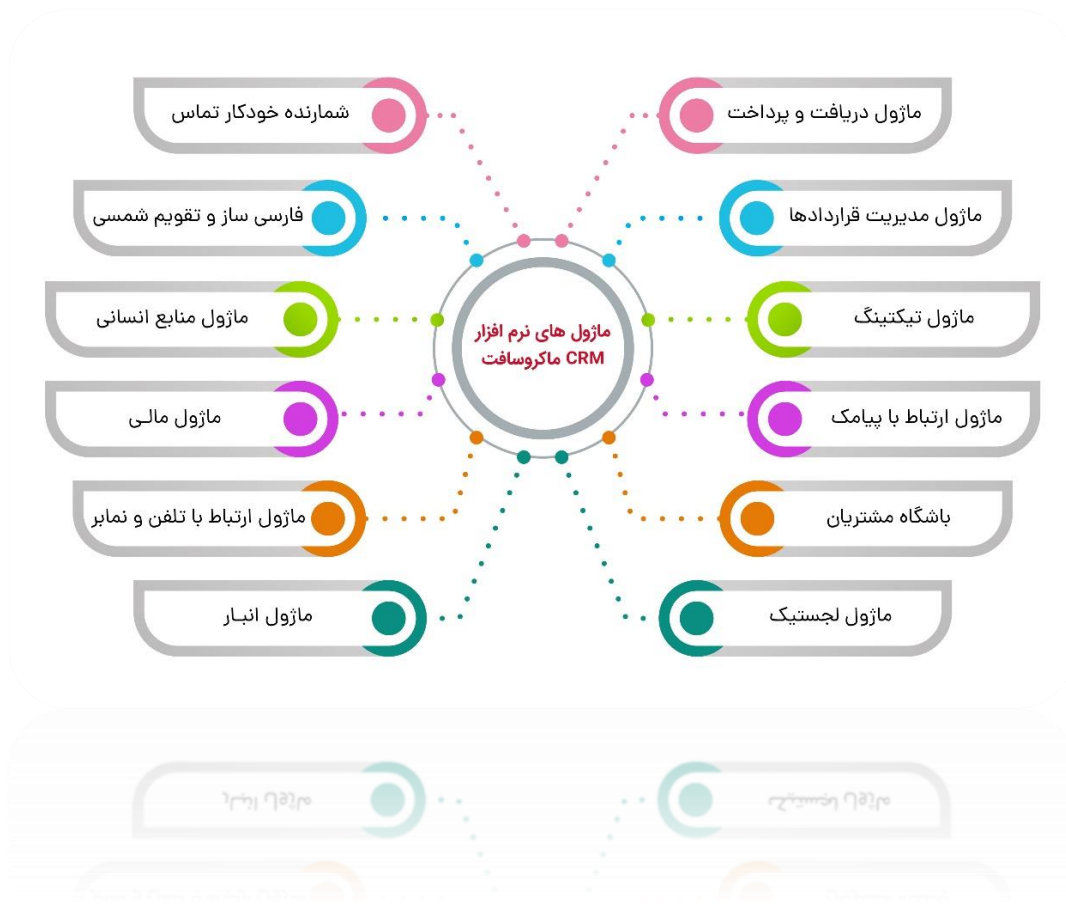 ماژول های نرم افزار
CRM ماکروسافت
ماژول دریافت و پرداخت
ماژول مدیریت قراردادها
ماژول تیکتینگ
ماژول ارتباط با پیامک
باشگاه مشتریان
ماژول لجستیک
شمارنده خودکار تماس
فارسی ساز و تقویم شمسی
ماژول منابع انسانی
ماژول مالـی
ماژول ارتباط با تلفن و نمابر
ماژول انبـار